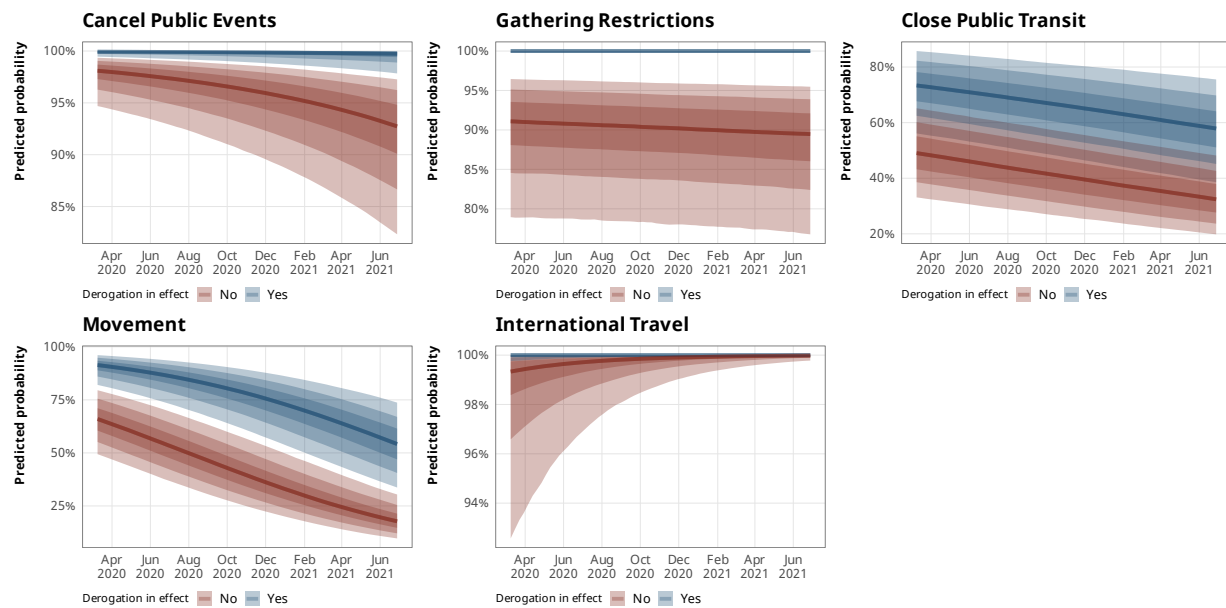 Cancel Public Events
Predicted probability
100%
95%
90%
85%
Apr Jun Aug Oct Dec Feb Apr Jun
2020 2020 2020 2020 2020 2021 2021 2021
Derogation in effect No Yes
Gathering Restrictions
Predicted probability
100%
95%
90%
85%
80%
Apr Jun Aug Oct Dec Feb Apr Jun
2020 2020 2020 2020 2020 2021 2021 2021
Derogation in effect No Yes
Close Public Transit
Predicted probability
80%
60%
40%
20%
Apr Jun Aug Oct Dec Feb Apr Jun
2020 2020 2020 2020 2020 2021 2021 2021
Derogation in effect No Yes
Movement
Predicted probability
100%
75%
50%
25%
Apr Jun Aug Oct Dec Feb Apr Jun
2020 2020 2020 2020 2020 2021 2021 2021
Derogation in effect No Yes
International Travel
Predicted probability
100%
98%
96%
94%
Apr Jun Aug Oct Dec Feb Apr Jun
2020 2020 2020 2020 2020 2021 2021 2021
Derogation in effect No Yes